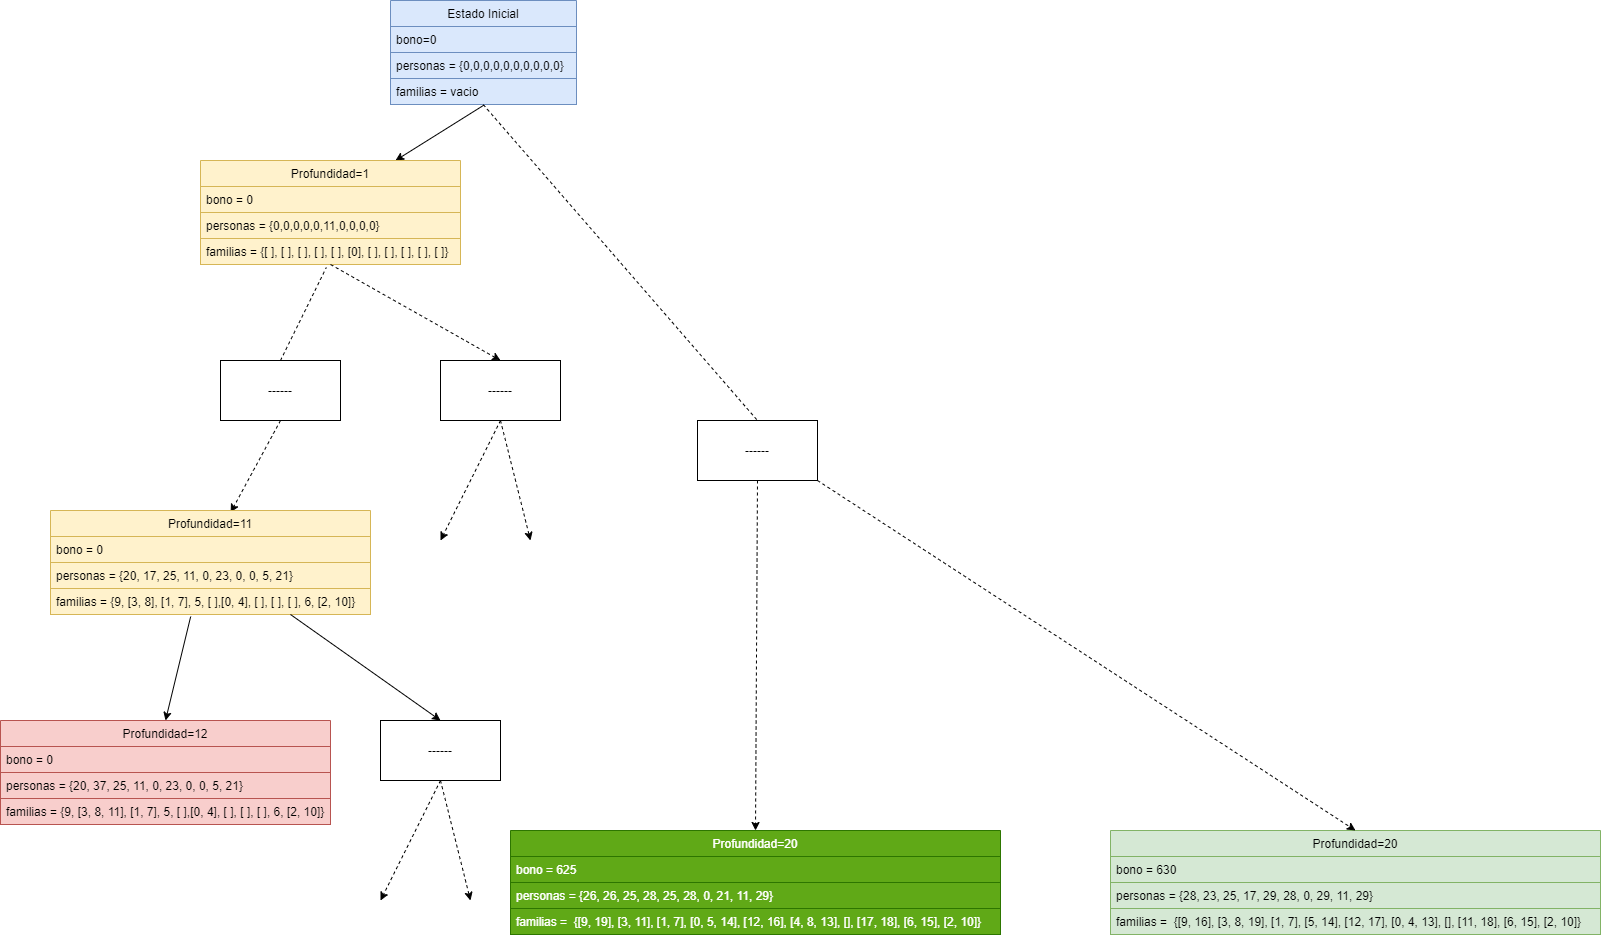 Estado Inicial
bono=0
personas = {0,0,0,0,0,0,0,0,0,0}
familias = vacio
Profundidad=1
bono = 0
personas = {0,0,0,0,0,11,0,0,0,0}
familias = {[ ], [ ], [ ], [ ], [ ], [0], [ ], [ ], [ ], [ ], [ ]}
------
------
------
Profundidad=11
bono = 0
personas = {20, 17, 25, 11, 0, 23, 0, 0, 5, 21}
familias = {9, [3, 8], [1, 7], 5, [ ],[0, 4], [ ], [ ], [ ], 6, [2, 10]}
Profundidad=12
bono = 0
personas = {20, 37, 25, 11, 0, 23, 0, 0, 5, 21}
familias = {9, [3, 8, 11], [1, 7], 5, [ ],[0, 4], [ ], [ ], [ ], 6, [2, 10]}
------
Profundidad=20
bono = 625
personas = {26, 26, 25, 28, 25, 28, 0, 21, 11, 29}
familias =  {[9, 19], [3, 11], [1, 7], [0, 5, 14], [12, 16], [4, 8, 13], [], [17, 18], [6, 15], [2, 10]}
Profundidad=20
bono = 630
personas = {28, 23, 25, 17, 29, 28, 0, 29, 11, 29}
familias =  {[9, 16], [3, 8, 19], [1, 7], [5, 14], [12, 17], [0, 4, 13], [], [11, 18], [6, 15], [2, 10]}